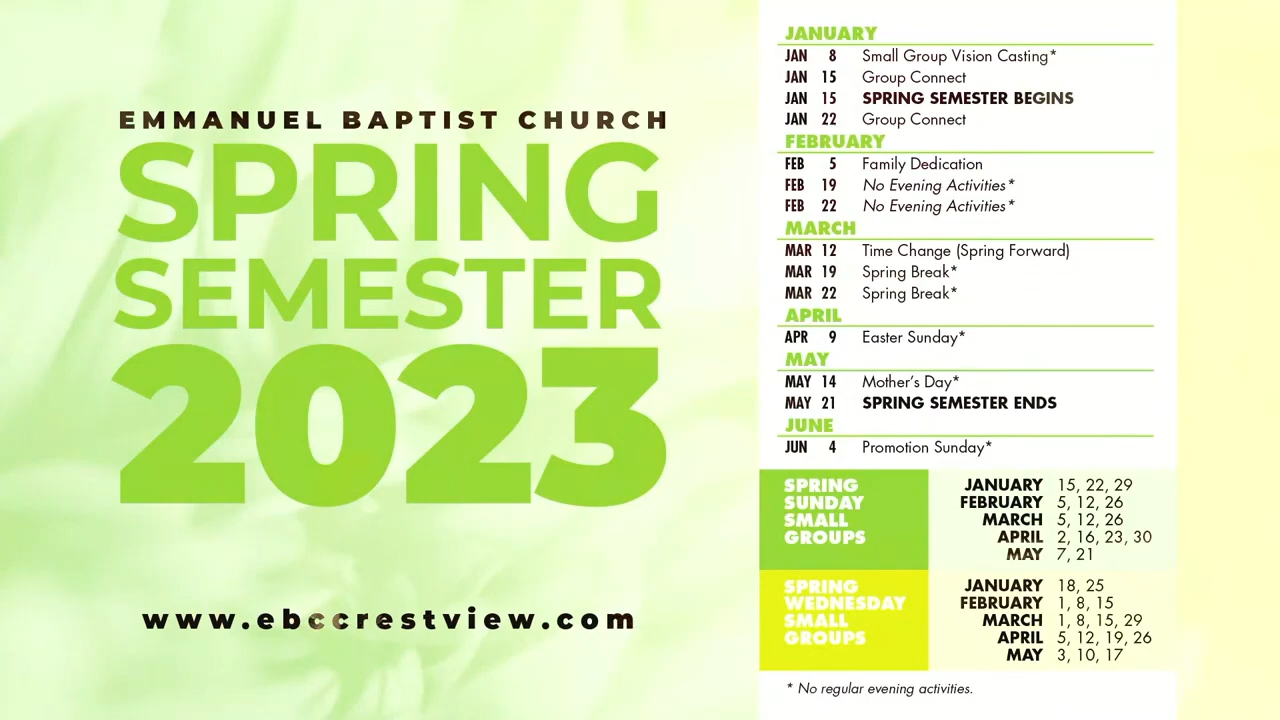 EMMANUEL BAPTIST CHURCH
SPRING
SEMESTER
2023
www.ebccrestview.com
JANUARY
JAN 8 Small Group Vision Casting*
JAN 15 Group Connect
JAN 15 SPRING SEMESTER BEGINS
JAN 22 Group Connect
FEBRUARY
FEB 5 Family Dedication
FEB 19 No Evening Activities*
FEB 22 No Evening Activities*
MARCH
MAR 12 Time Change (Spring Forward)
MAR 19 Spring Break*
MAR 22 Spring Break*
APRIL
APR 9 Easter Sunday*
MAY
MAY 14 Mother's Day*
MAY 21 SPRING SEMESTER ENDS
JUNE
JUN 4 Promotion Sunday*
SPRING
SUNDAY
SMALL
GROUPS
JANUARY 15, 22, 29
FEBRUARY 5, 12, 26
MARCH 5, 12, 26
APRIL 2, 16, 23, 30
MAY 7, 21
SPRING
WEDNESDAY
SMALL
GROUPS
JANUARY 18, 25
FEBRUARY 1, 8, 15
MARCH 1, 8, 15, 29
APRIL 5, 12, 19, 26
MAY 3, 10, 17
* No regular evening activities.